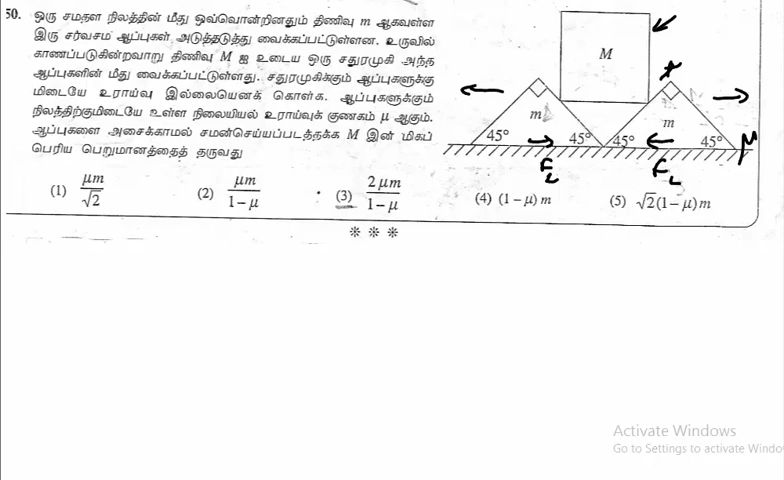 50. ஒரு சமதள நிலத்தின் மீது ஒவ்வொன்றினதும் திணிவு m ஆகவுள்ள
இரு சர்வசம ஆப்புகள் அடுத்தடுத்து வைக்கப்பட்டுள்ளன. உருவில்
காணப்படுகின்றவாறு திணிவு M ஐ உடைய ஒரு சதுரமுகி அந்த
ஆப்புகளின் மீது வைக்கப்பட்டுள்ளது. சதுரமுகிக்கும் ஆப்புகளுக்கு
மிடையே உராய்வு இல்லையெனக் கொள்க. ஆப்புகளுக்கும்
நிலத்திற்குமிடையே உள்ள நிலையியல் உராய்வுக் குணகம் μ ஆகும்.
ஆப்புகளை அசைக்காமல் சமன்செய்யப்படத்தக்க M இன் மிகப்
பெரிய பெறுமானத்தைத் தருவது
M
m
m
45° 45° 45° 45°
μ
F_L F_L
(1) μm/√2 (2) μm/1−μ (3) 2μm/1−μ (4) (1−μ)m (5) √2(1−μ)m
＊ ＊ ＊
Activate Windows
Go to Settings to activate Windo